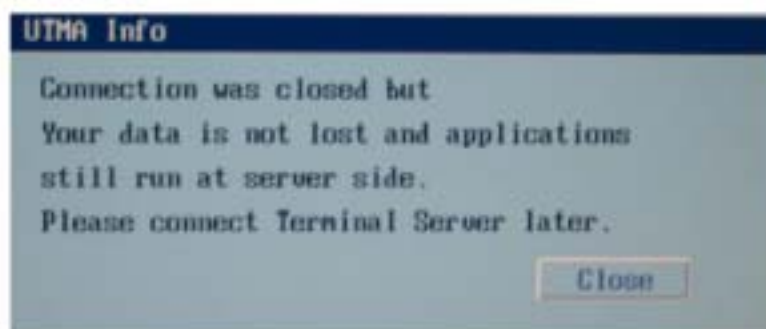 UTMA Info
Connection was closed but
Your data is not lost and applications
still run at server side.
Please connect Terminal Server later.
Close